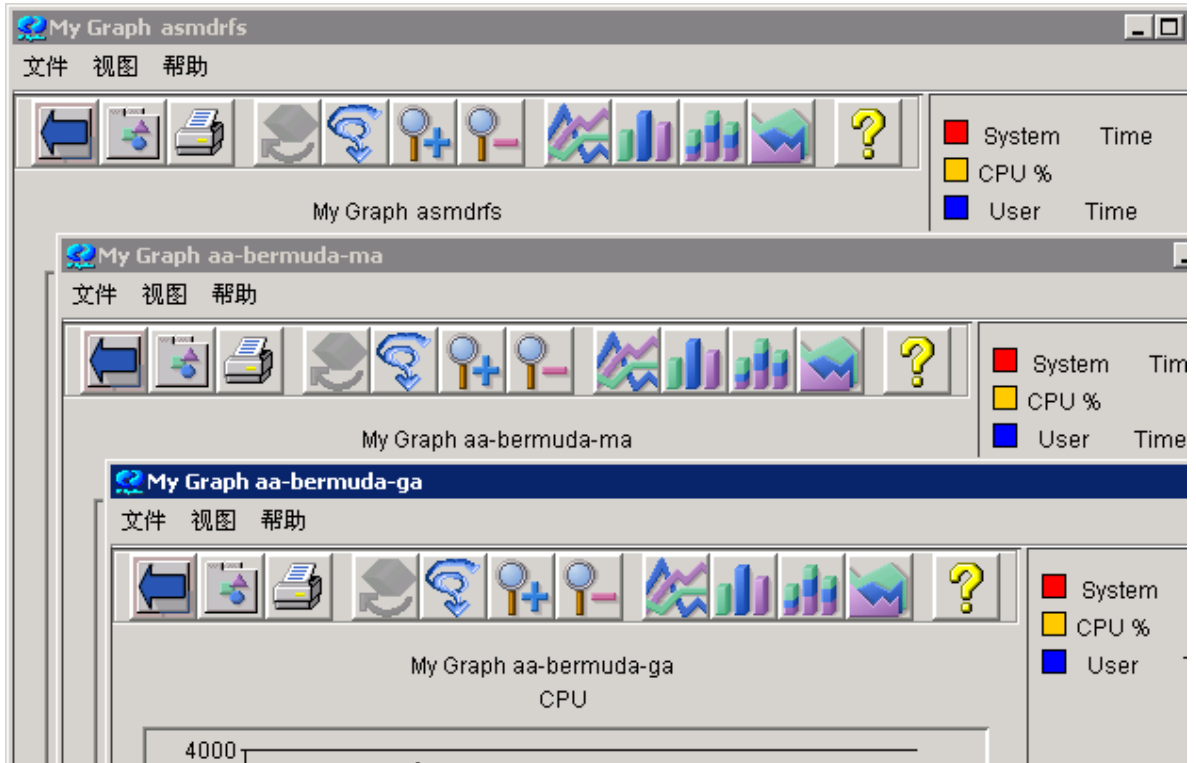 My Graph asmdrfs
文件 视图 帮助
System Time
CPU %
User Time
My Graph asmdrfs
My Graph aa-bermuda-ma
文件 视图 帮助
System Tim
CPU %
User Time
My Graph aa-bermuda-ma
My Graph aa-bermuda-ga
文件 视图 帮助
System
CPU %
User
My Graph aa-bermuda-ga
CPU
4000